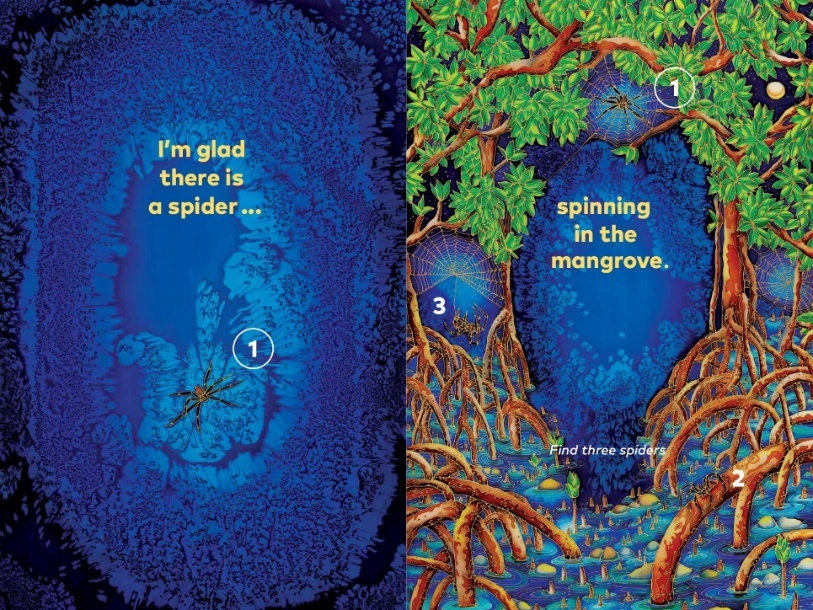 I'm glad
there is
a spider...
1
1
spinning
in the
mangrove.
3
Find three spiders
2